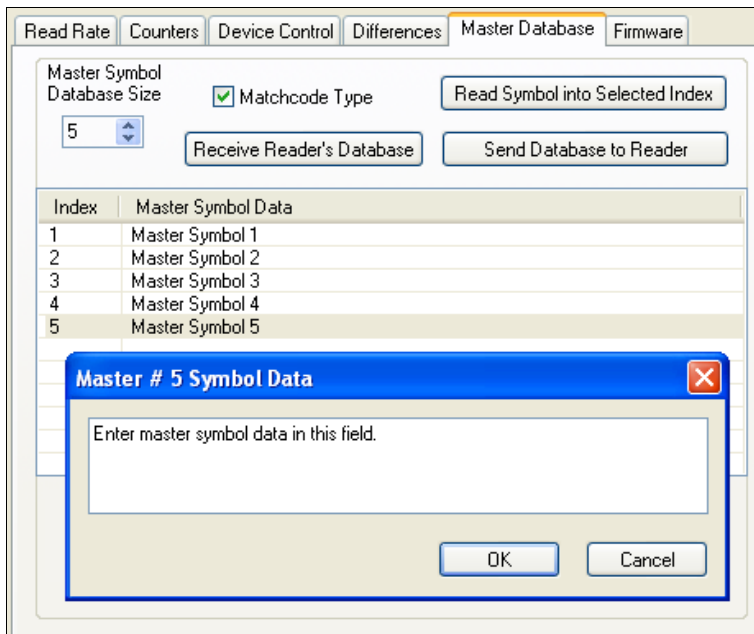 Read Rate Counters Device Control Differences Master Database Firmware
Master Symbol
Database Size
Matchcode Type
Read Symbol into Selected Index
5
Receive Reader's Database
Send Database to Reader
Index Master Symbol Data
1 Master Symbol 1
2 Master Symbol 2
3 Master Symbol 3
4 Master Symbol 4
5 Master Symbol 5
Master # 5 Symbol Data
Enter master symbol data in this field.
OK Cancel